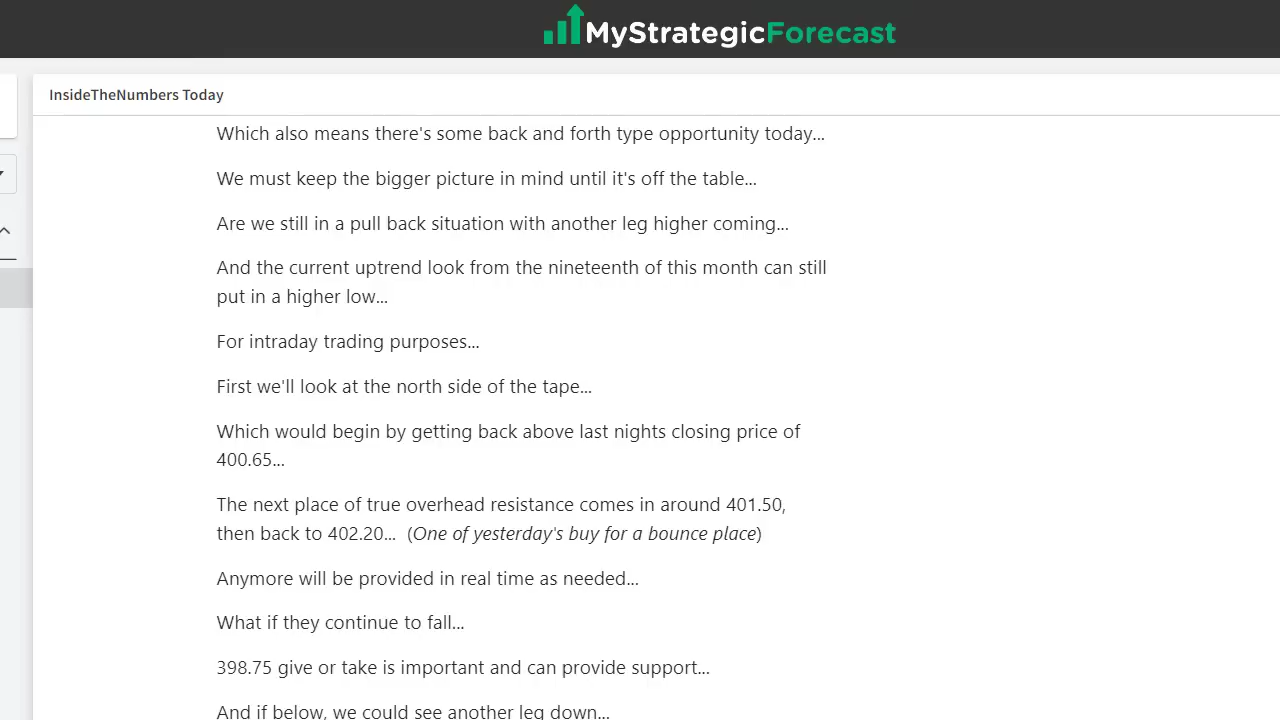 MyStrategicForecast
InsideTheNumbers Today
Which also means there's some back and forth type opportunity today...
We must keep the bigger picture in mind until it's off the table...
Are we still in a pull back situation with another leg higher coming...
And the current uptrend look from the nineteenth of this month can still
put in a higher low...
For intraday trading purposes...
First we'll look at the north side of the tape...
Which would begin by getting back above last nights closing price of
400.65...
The next place of true overhead resistance comes in around 401.50,
then back to 402.20... (One of yesterday's buy for a bounce place)
Anymore will be provided in real time as needed...
What if they continue to fall...
398.75 give or take is important and can provide support...
And if below, we could see another leg down...